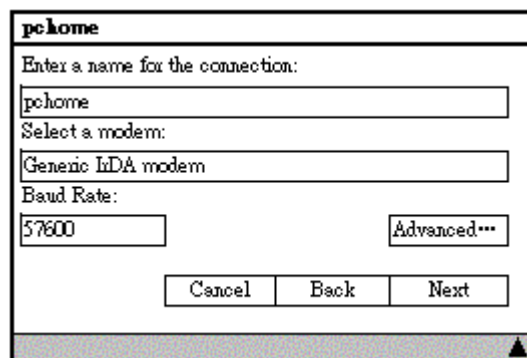 pchome
Enter a name for the connection:
pchome
Select a modem:
Generic IrDA modem
Baud Rate:
57600
Advanced...
Cancel
Back
Next